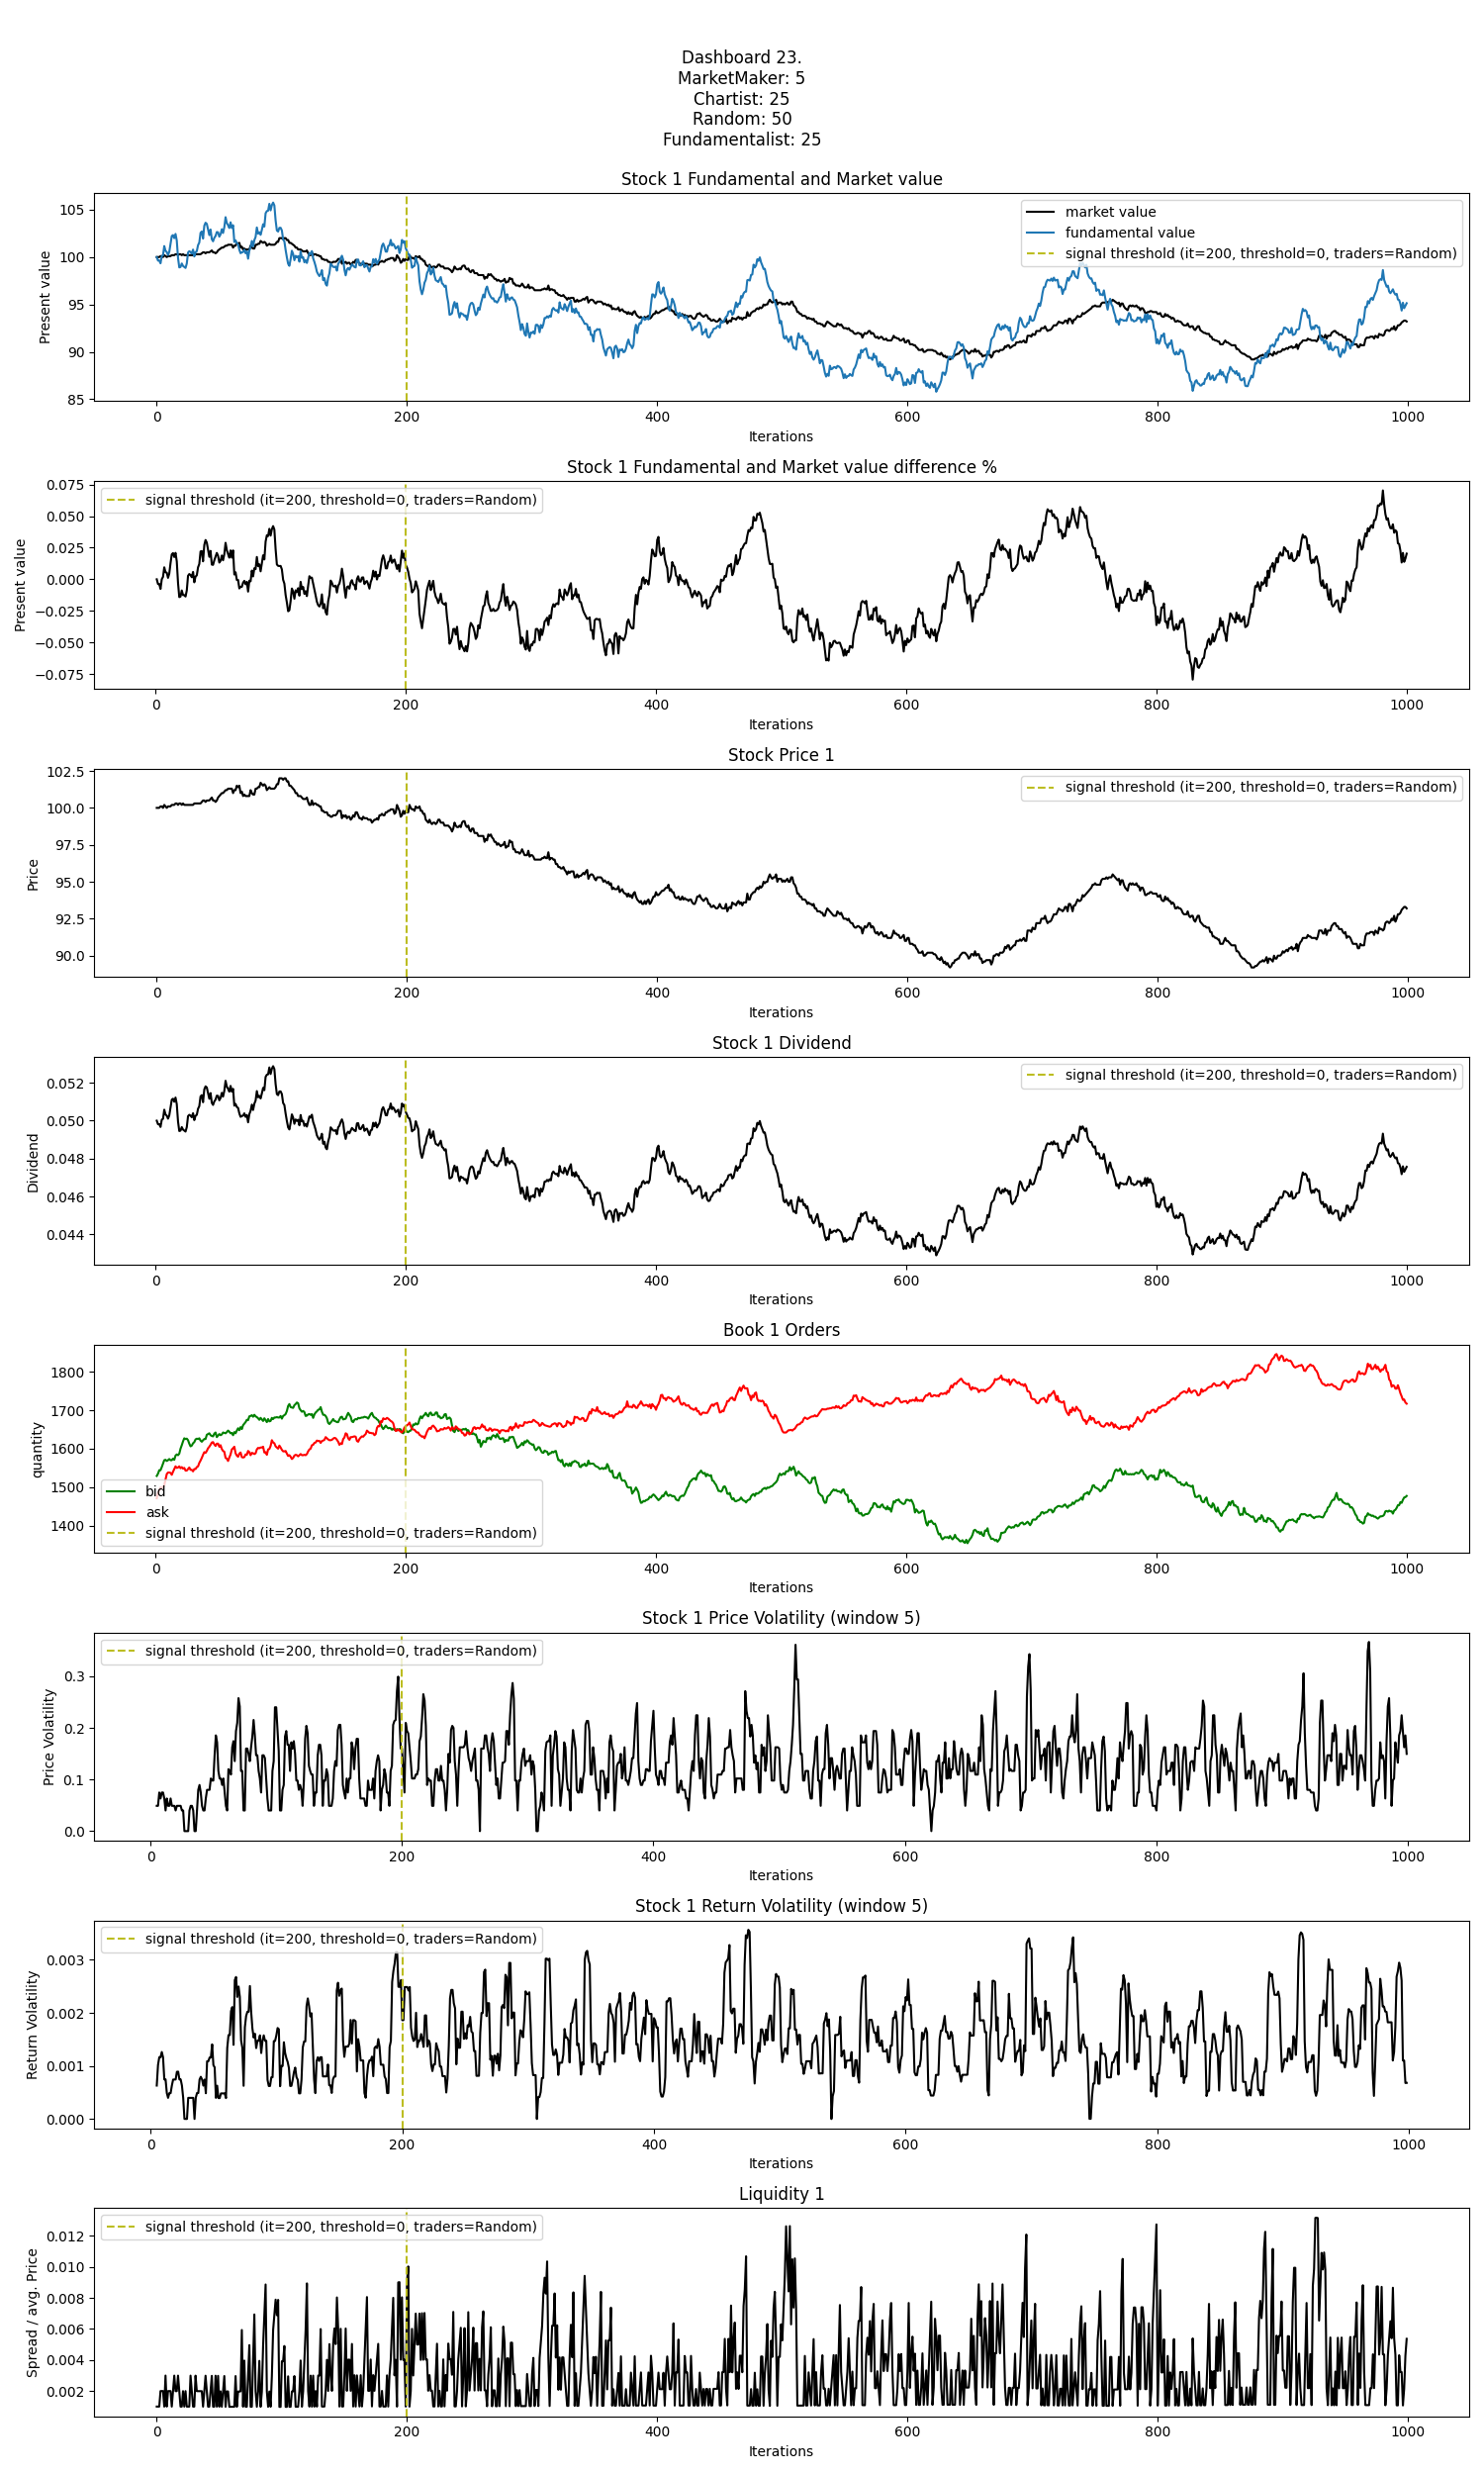 Dashboard 23.
MarketMaker: 5
Chartist: 25
Random: 50
Fundamentalist: 25
Stock 1 Fundamental and Market value
market value
fundamental value
signal threshold (it=200, threshold=0, traders=Random)
Present value
105
100
95
90
85
0 200 400 600 800 1000
Iterations
Stock 1 Fundamental and Market value difference %
signal threshold (it=200, threshold=0, traders=Random)
Present value
0.075
0.050
0.025
0.000
−0.025
−0.050
−0.075
0 200 400 600 800 1000
Iterations
Stock Price 1
signal threshold (it=200, threshold=0, traders=Random)
Price
102.5
100.0
97.5
95.0
92.5
90.0
0 200 400 600 800 1000
Iterations
Stock 1 Dividend
signal threshold (it=200, threshold=0, traders=Random)
Dividend
0.052
0.050
0.048
0.046
0.044
0 200 400 600 800 1000
Iterations
Book 1 Orders
quantity
1800
1700
1600
1500
1400
bid
ask
signal threshold (it=200, threshold=0, traders=Random)
0 200 400 600 800 1000
Iterations
Stock 1 Price Volatility (window 5)
signal threshold (it=200, threshold=0, traders=Random)
Price Volatility
0.3
0.2
0.1
0.0
0 200 400 600 800 1000
Iterations
Stock 1 Return Volatility (window 5)
signal threshold (it=200, threshold=0, traders=Random)
Return Volatility
0.003
0.002
0.001
0.000
0 200 400 600 800 1000
Iterations
Liquidity 1
signal threshold (it=200, threshold=0, traders=Random)
Spread / avg. Price
0.012
0.010
0.008
0.006
0.004
0.002
0 200 400 600 800 1000
Iterations